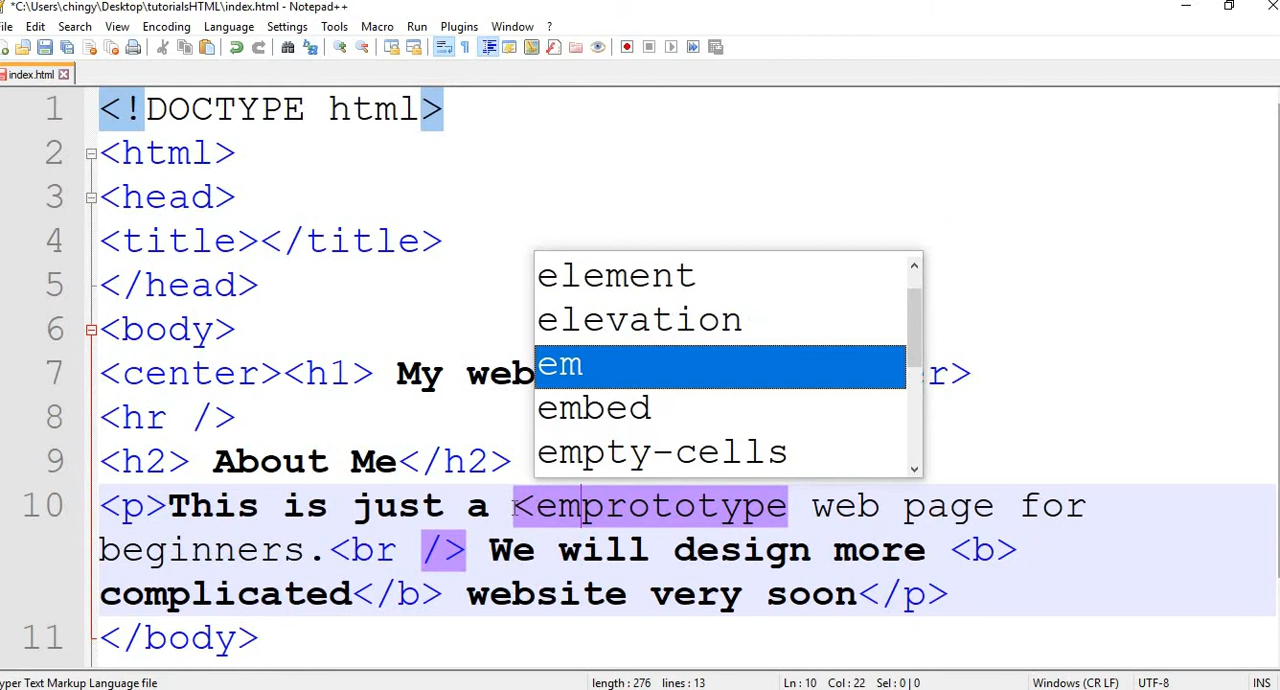 *C:\Users\chingy\Desktop\tutorialsHTML\index.html - Notepad++
File Edit Search View Encoding Language Settings Tools Macro Run Plugins Window ?
index.html
1 <!DOCTYPE html>
2 <html>
3 <head>
4 <title></title>
5 </head>
6 <body>
7 <center><h1> My web r>
8 <hr />
9 <h2> About Me</h2>
10 <p>This is just a <emprototype web page for
beginners.<br /> We will design more <b>
complicated</b> website very soon</p>
11 </body>
element
elevation
em
embed
empty-cells
yper Text Markup Language file length : 276 lines : 13 Ln : 10 Col : 22 Sel : 0 | 0 Windows (CR LF) UTF-8 INS